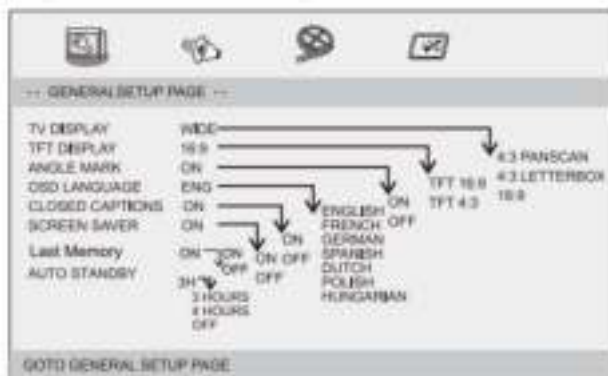 -- GENERAL SETUP PAGE --
TV DISPLAY WIDE
TFT DISPLAY 16:9
ANGLE MARK ON
OSD LANGUAGE ENG
CLOSED CAPTIONS ON
SCREEN SAVER ON
Last Memory ON
AUTO STANDBY 3H
4:3 PANSCAN
4:3 LETTERBOX
16:9
TFT 16:9
TFT 4:3
ON
OFF
ENGLISH
FRENCH
GERMAN
SPANISH
DUTCH
POLISH
HUNGARIAN
ON
OFF
ON
OFF
ON
OFF
3 HOURS
4 HOURS
OFF
GOTO GENERAL SETUP PAGE